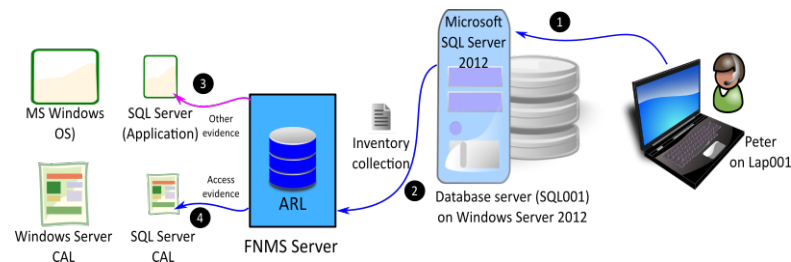 Microsoft
SQL Server
2012
1
3
MS Windows
OS)
SQL Server
(Application)
Other
evidence
Inventory
collection
Peter
on Lap001
ARL
2
Access
evidence
4
Database server (SQL001)
on Windows Server 2012
Windows Server
CAL
SQL Server
CAL
FNMS Server